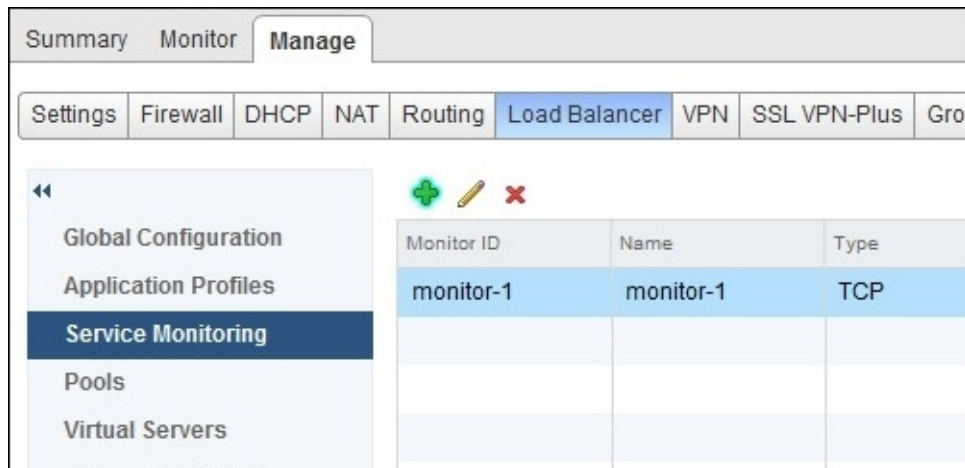 Summary Monitor Manage
Settings Firewall DHCP NAT Routing Load Balancer VPN SSL VPN-Plus Gro
Global Configuration
Application Profiles
Service Monitoring
Pools
Virtual Servers
Monitor ID Name Type
monitor-1 monitor-1 TCP